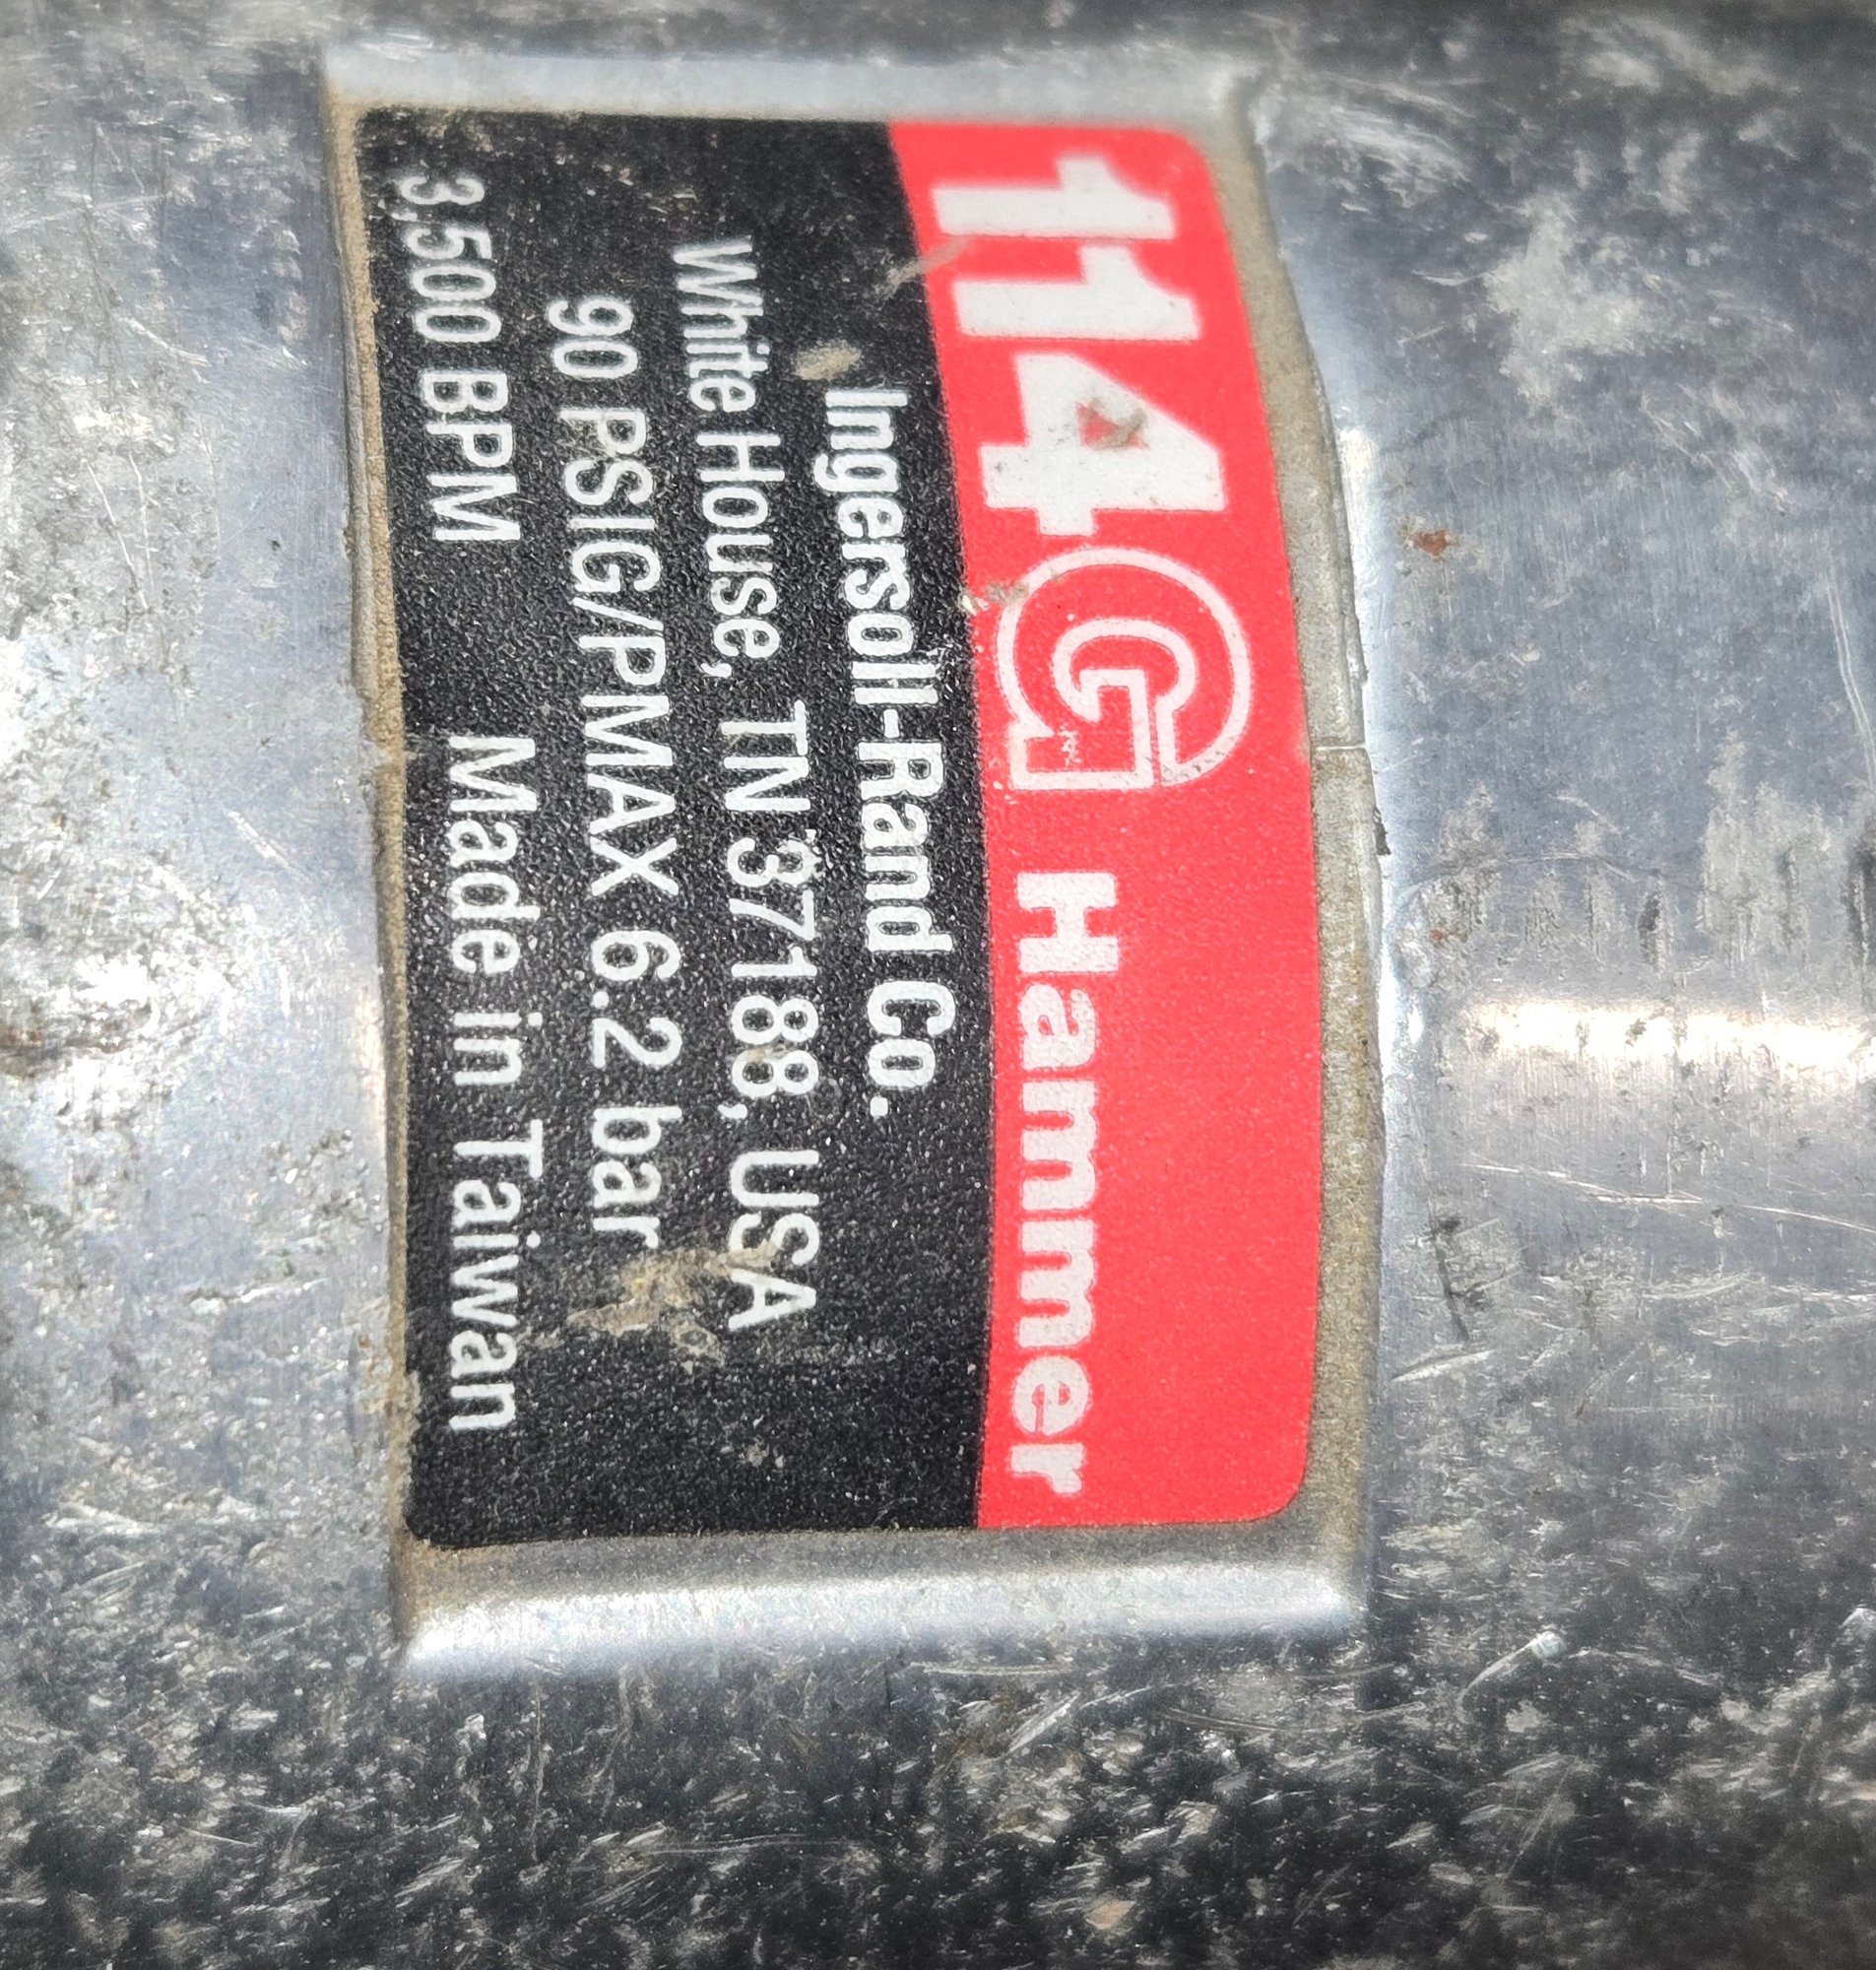 114G Hammer
Ingersoll-Rand Co.
White House, TN 37188, USA
90 PSIG/PMAX 6.2 bar
3,500 BPM Made in Taiwan